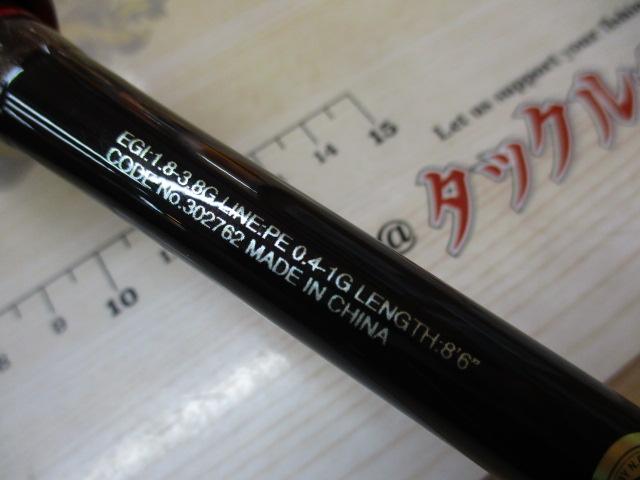 EGI:1.8-3.8G LINE:PE 0.4-1G LENGTH:8'6"
CODE No.302762 MADE IN CHINA
Let us support your
@タックル
8 9 10 11
14 15